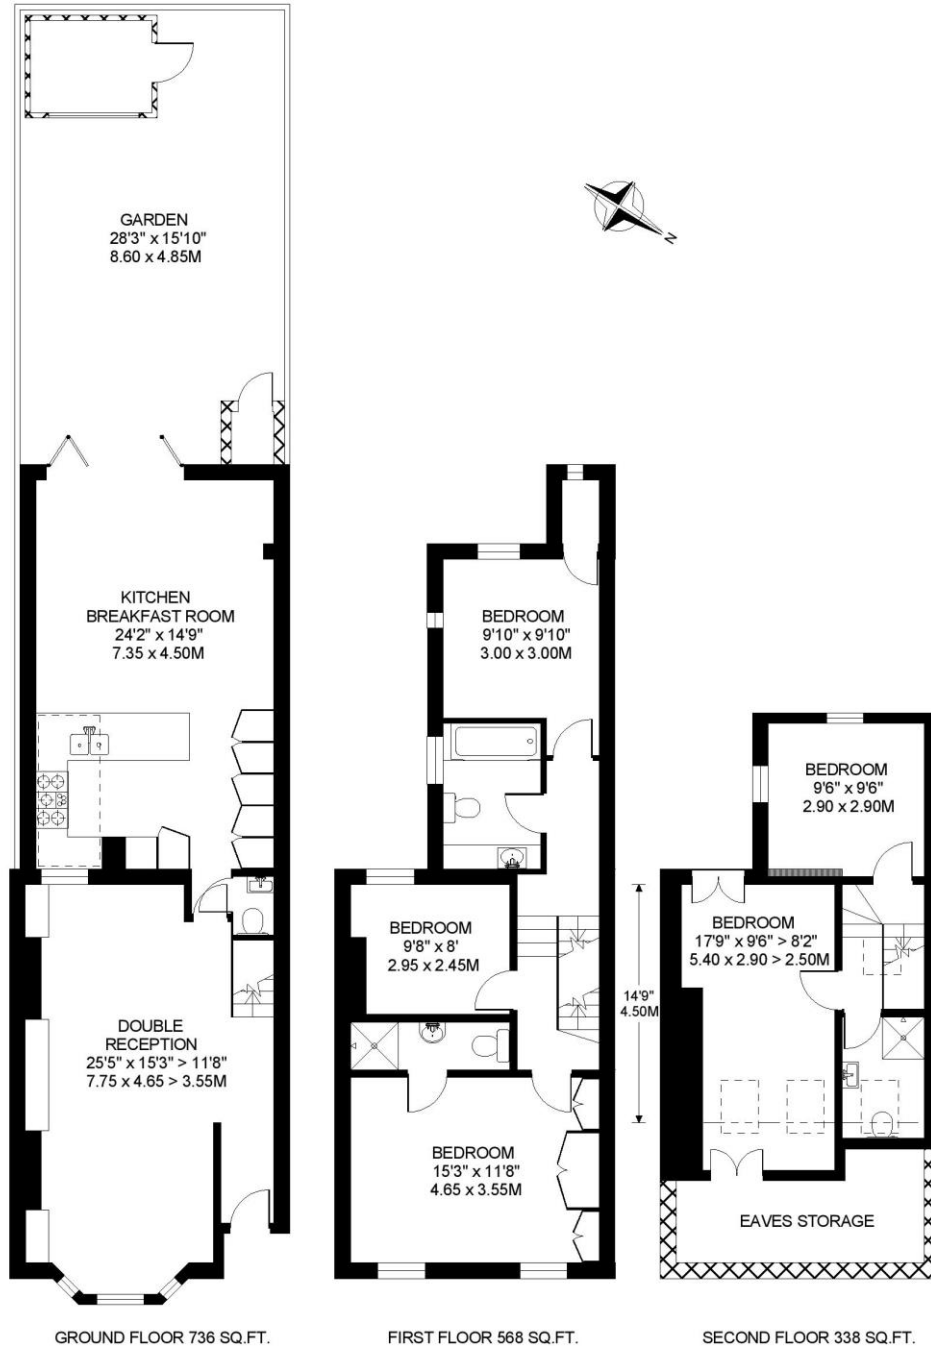 GARDEN
28'3" x 15'10"
8.60 x 4.85M
N
KITCHEN
BREAKFAST ROOM
24'2" x 14'9"
7.35 x 4.50M
DOUBLE
RECEPTION
25'5" x 15'3" > 11'8"
7.75 x 4.65 > 3.55M
GROUND FLOOR 736 SQ.FT.
BEDROOM
9'10" x 9'10"
3.00 x 3.00M
BEDROOM
9'8" x 8'
2.95 x 2.45M
BEDROOM
15'3" x 11'8"
4.65 x 3.55M
FIRST FLOOR 568 SQ.FT.
14'9"
4.50M
BEDROOM
9'6" x 9'6"
2.90 x 2.90M
BEDROOM
17'9" x 9'6" > 8'2"
5.40 x 2.90 > 2.50M
EAVES STORAGE
SECOND FLOOR 338 SQ.FT.